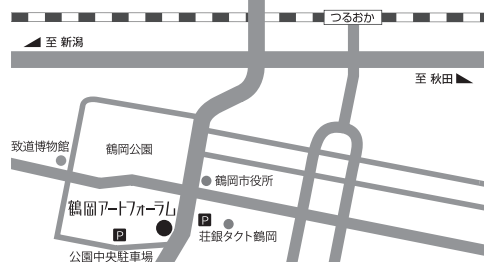 つるおか
至 新潟
至 秋田
致道博物館
鶴岡公園
鶴岡市役所
鶴岡アートフォーラム
P
P
荘銀タクト鶴岡
公園中央駐車場